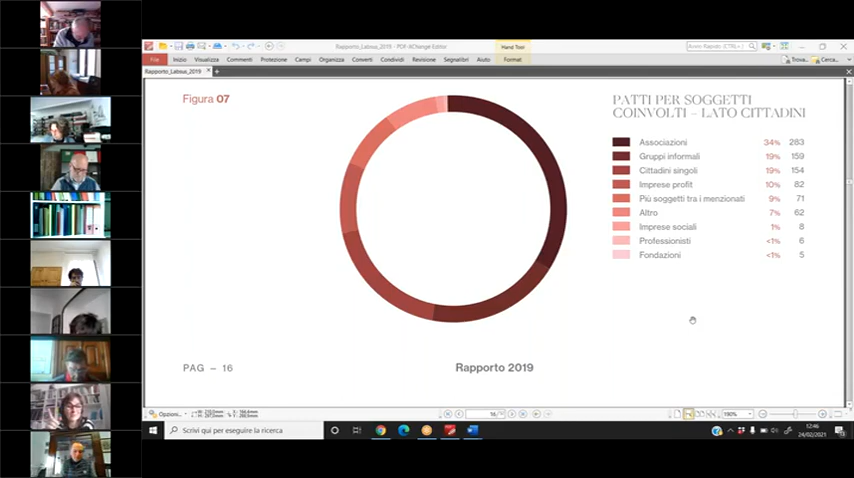 Rapporto_Labsus_2019 - PDF-XChange Editor
Hand Tool
File Inizio Visualizza Commenti Protezione Campi Organizza Converti Condividi Revisione Segnalibri Aiuto Format
Trova...
Cerca...
Rapporto_Labsus_2019
Figura 07
PATTI PER SOGGETTI
COINVOLTI – LATO CITTADINI
Associazioni 34% 283
Gruppi informali 19% 159
Cittadini singoli 19% 154
Imprese profit 10% 82
Più soggetti tra i menzionati 9% 71
Altro 7% 62
Imprese sociali 1% 8
Professionisti <1% 6
Fondazioni <1% 5
PAG – 16
Rapporto 2019
Opzioni...
16
190%
Scrivi qui per eseguire la ricerca
12:46
24/02/2021